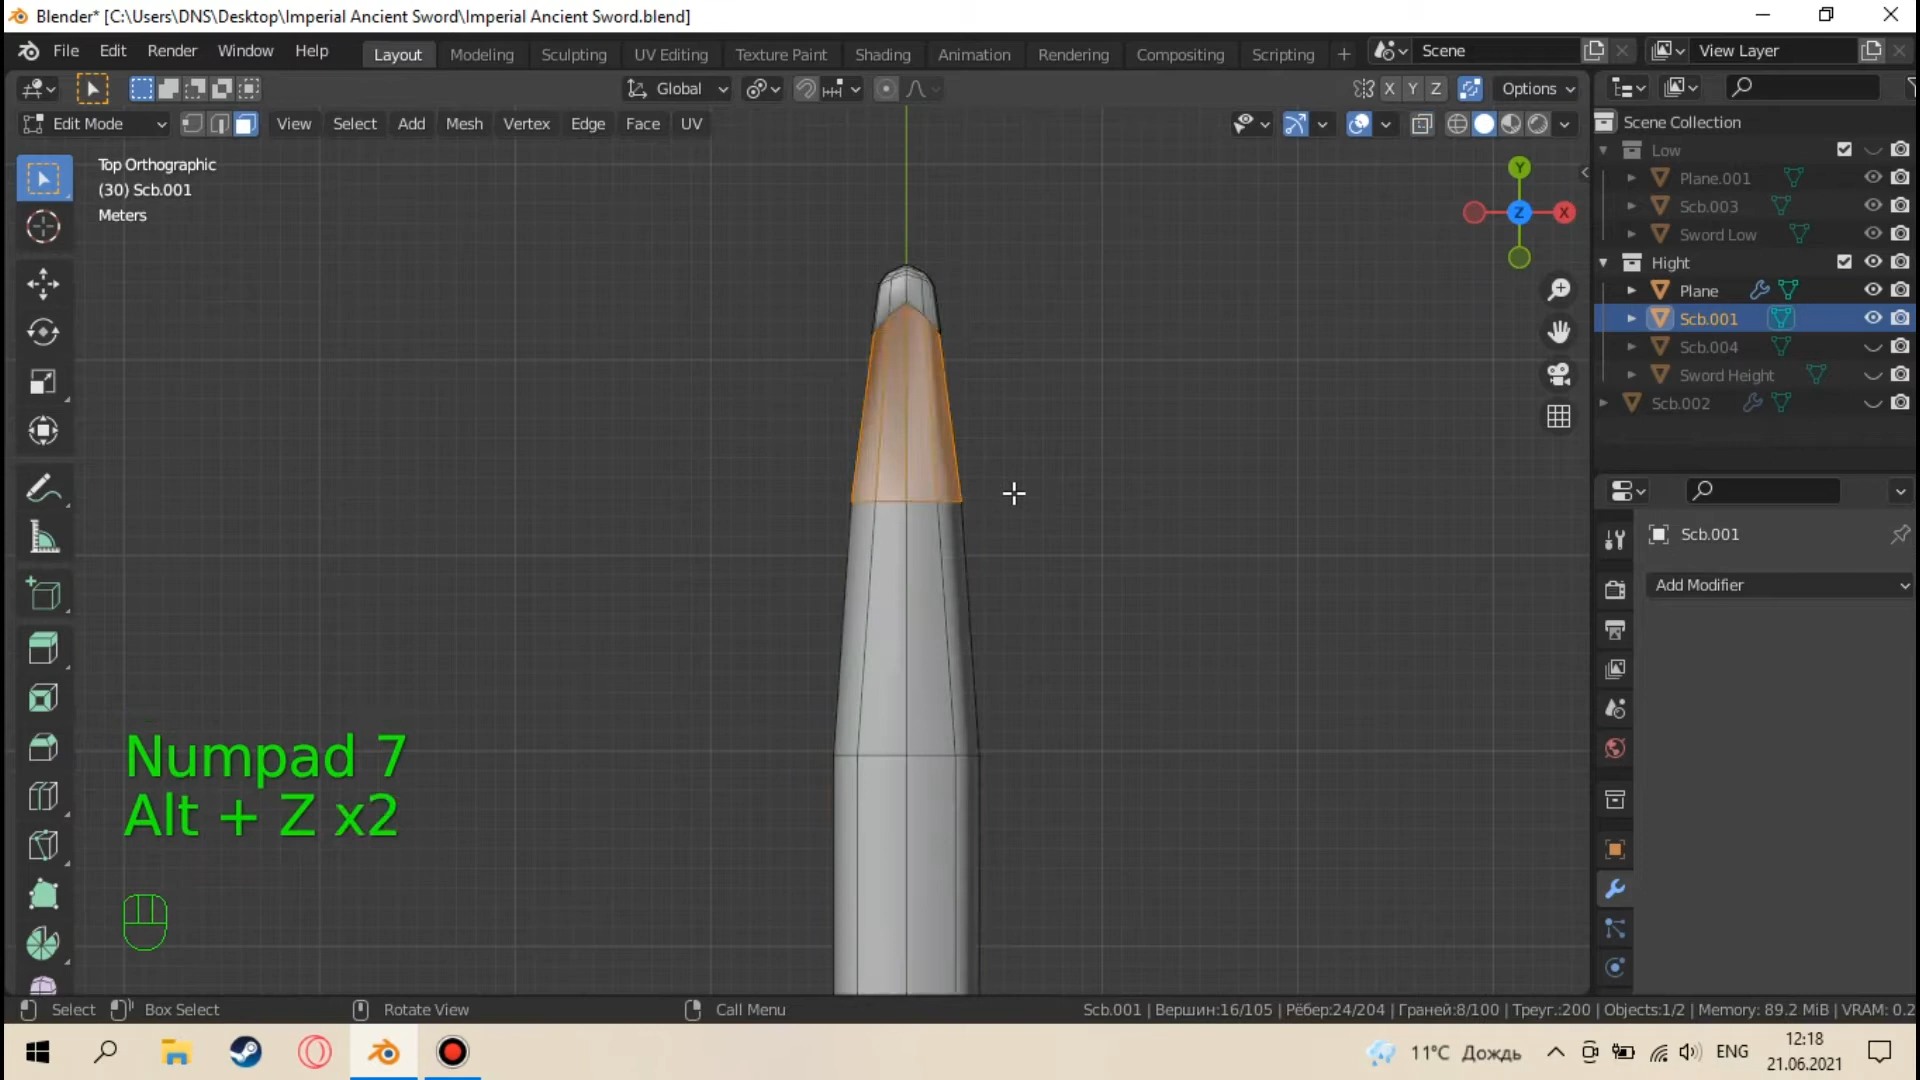 Blender* [C:\Users\DNS\Desktop\Imperial Ancient Sword\Imperial Ancient Sword.blend]
File Edit Render Window Help Layout Modeling Sculpting UV Editing Texture Paint Shading Animation Rendering Compositing Scripting + Scene View Layer
Global X Y Z Options
Edit Mode View Select Add Mesh Vertex Edge Face UV
Scene Collection
Low
Plane.001
Scb.003
Sword Low
Hight
Plane
Scb.001
Scb.004
Sword Height
Scb.002
Top Orthographic
(30) Scb.001
Meters
Y
Z
X
Scb.001
Add Modifier
Numpad 7
Alt + Z x2
Select Box Select Rotate View Call Menu Scb.001 | Вершин:16/105 | Рёбер:24/204 | Граней:8/100 | Треуг.:200 | Objects:1/2 | Memory: 89.2 MiB | VRAM: 0.2
11°C Дождь ENG 12:18
21.06.2021